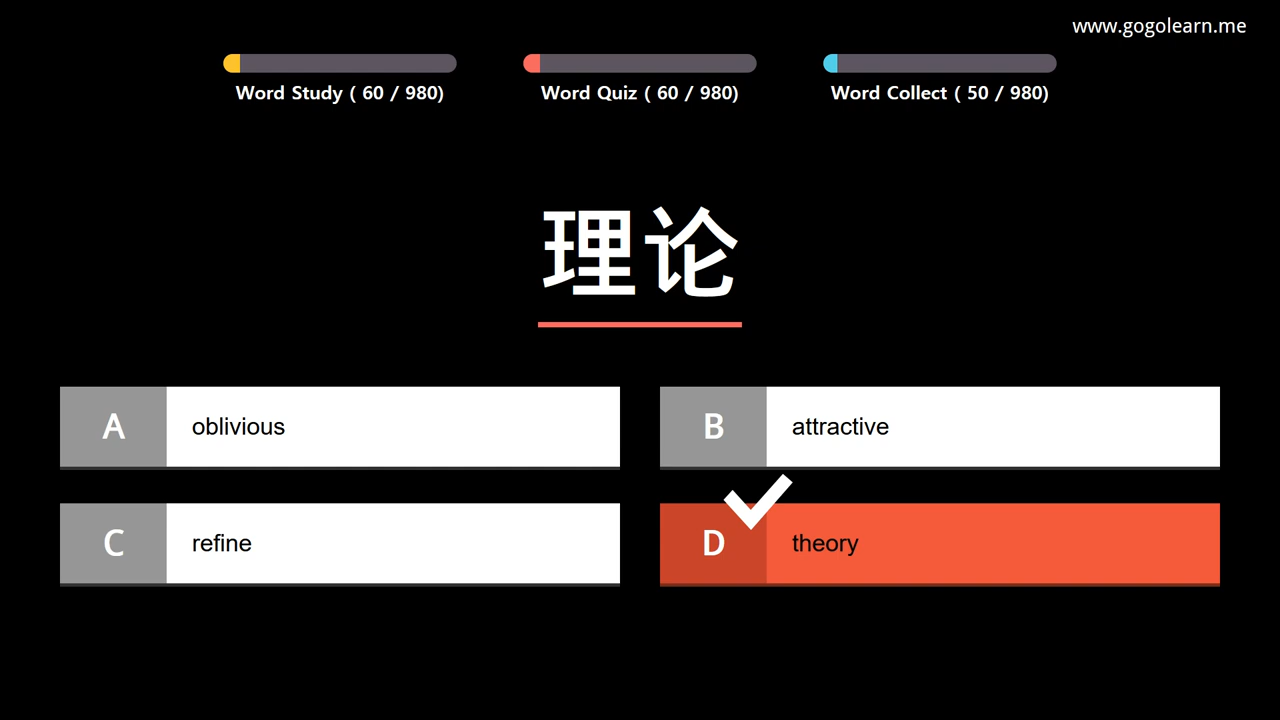 www.gogolearn.me
Word Study ( 60 / 980)
Word Quiz ( 60 / 980)
Word Collect ( 50 / 980)
理论
A oblivious
B attractive
C refine
D theory